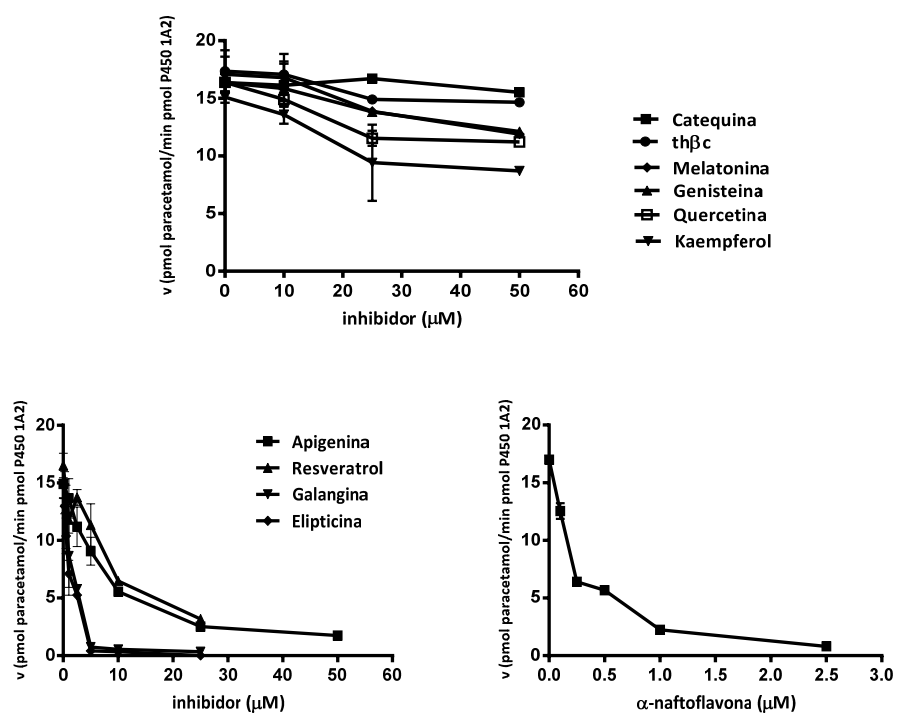 v (pmol paracetamol/min pmol P450 1A2)
20
15
10
5
0
0 10 20 30 40 50 60
inhibidor (μM)
Catequina
thβc
Melatonina
Genisteina
Quercetina
Kaempferol
v (pmol paracetamol/min pmol P450 1A2)
20
15
10
5
0
0 10 20 30 40 50 60
inhibidor (μM)
Apigenina
Resveratrol
Galangina
Elipticina
v (pmol paracetamol/min pmol P450 1A2)
20
15
10
5
0
0.0 0.5 1.0 1.5 2.0 2.5 3.0
α-naftoflavona (μM)